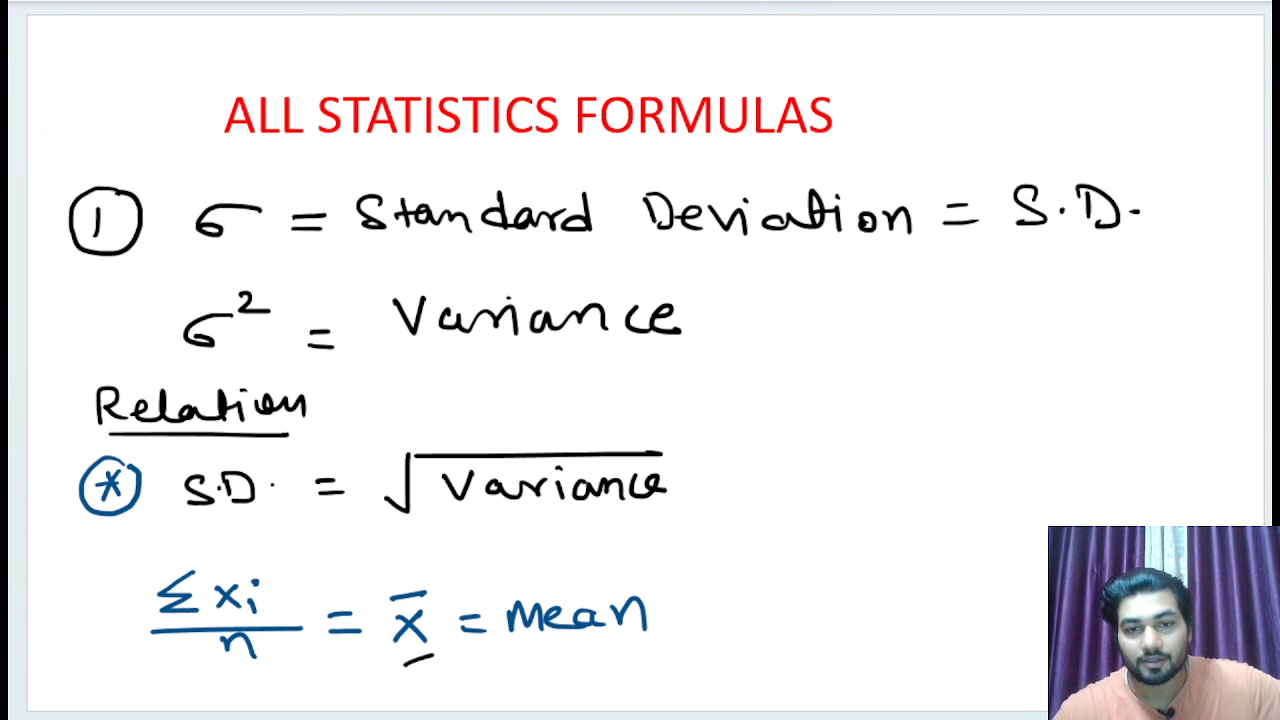 ALL STATISTICS FORMULAS
① σ = Standard Deviation = S.D.
σ² = Variance
Relation
* S.D. = √Variance
Σxi/n = x̄ = Mean